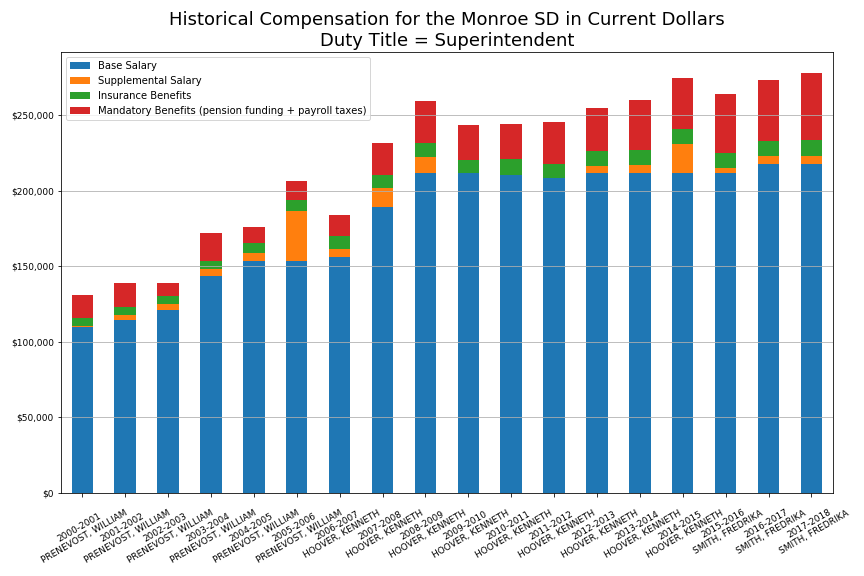 Historical Compensation for the Monroe SD in Current Dollars
Duty Title = Superintendent
Base Salary
Supplemental Salary
Insurance Benefits
Mandatory Benefits (pension funding + payroll taxes)
$250,000
$200,000
$150,000
$100,000
$50,000
$0
2000-2001
PRENEVOST, WILLIAM
2001-2002
PRENEVOST, WILLIAM
2002-2003
PRENEVOST, WILLIAM
2003-2004
PRENEVOST, WILLIAM
2004-2005
PRENEVOST, WILLIAM
2005-2006
PRENEVOST, WILLIAM
2006-2007
HOOVER, KENNETH
2007-2008
HOOVER, KENNETH
2008-2009
HOOVER, KENNETH
2009-2010
HOOVER, KENNETH
2010-2011
HOOVER, KENNETH
2011-2012
HOOVER, KENNETH
2012-2013
HOOVER, KENNETH
2013-2014
HOOVER, KENNETH
2014-2015
HOOVER, KENNETH
2015-2016
SMITH, FREDRIKA
2016-2017
SMITH, FREDRIKA
2017-2018
SMITH, FREDRIKA